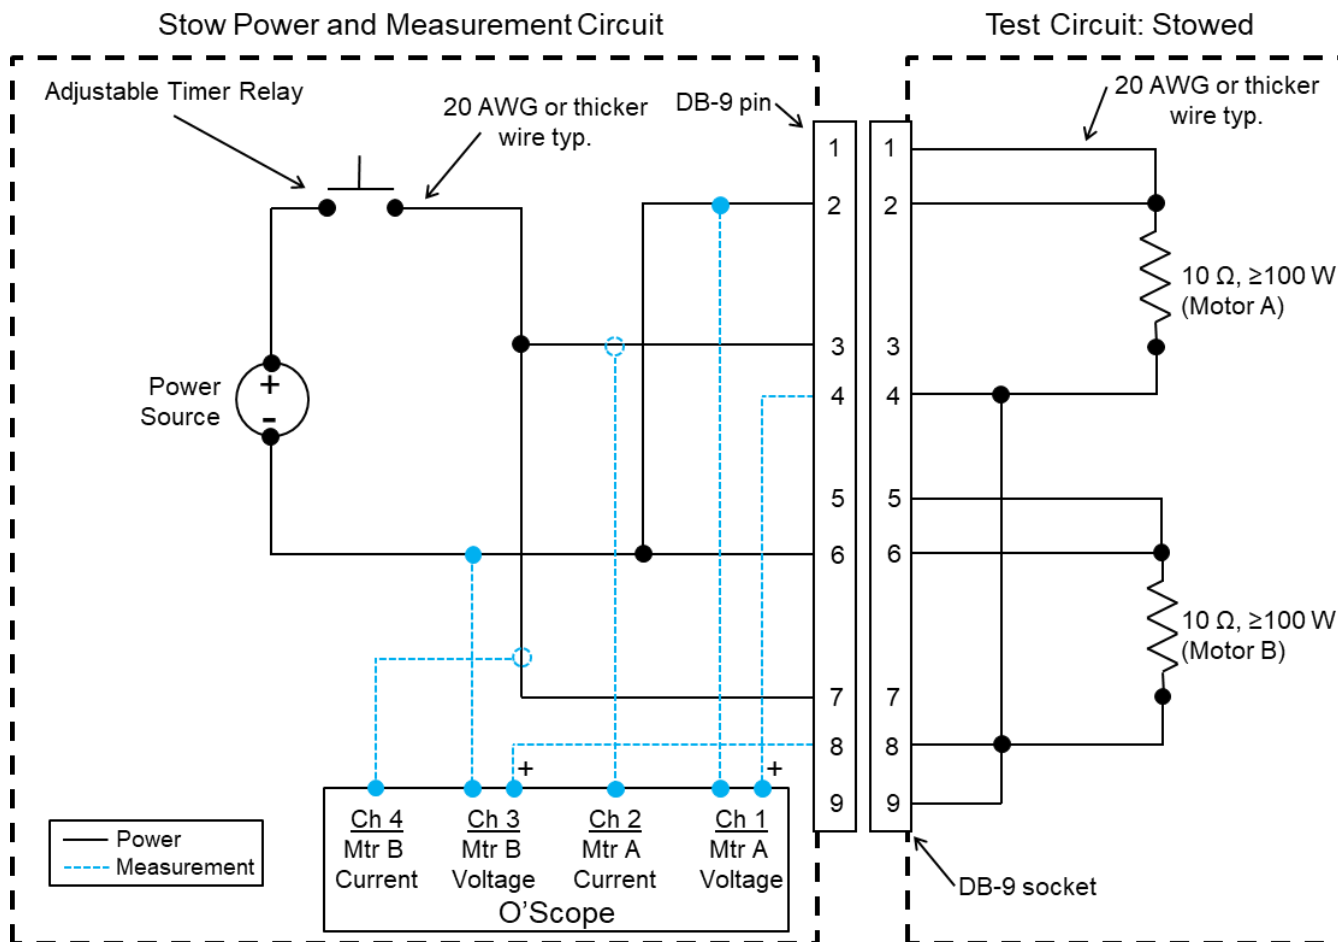 Stow Power and Measurement Circuit
Test Circuit: Stowed
Adjustable Timer Relay
20 AWG or thicker
wire typ.
DB-9 pin
20 AWG or thicker
wire typ.
1
2
3
4
5
6
7
8
9
1
2
3
4
5
6
7
8
9
10 Ω, ≥100 W
(Motor A)
10 Ω, ≥100 W
(Motor B)
Power
Source
+
-
+
+
Ch 4
Mtr B
Current
Ch 3
Mtr B
Voltage
Ch 2
Mtr A
Current
Ch 1
Mtr A
Voltage
O'Scope
Power
Measurement
DB-9 socket